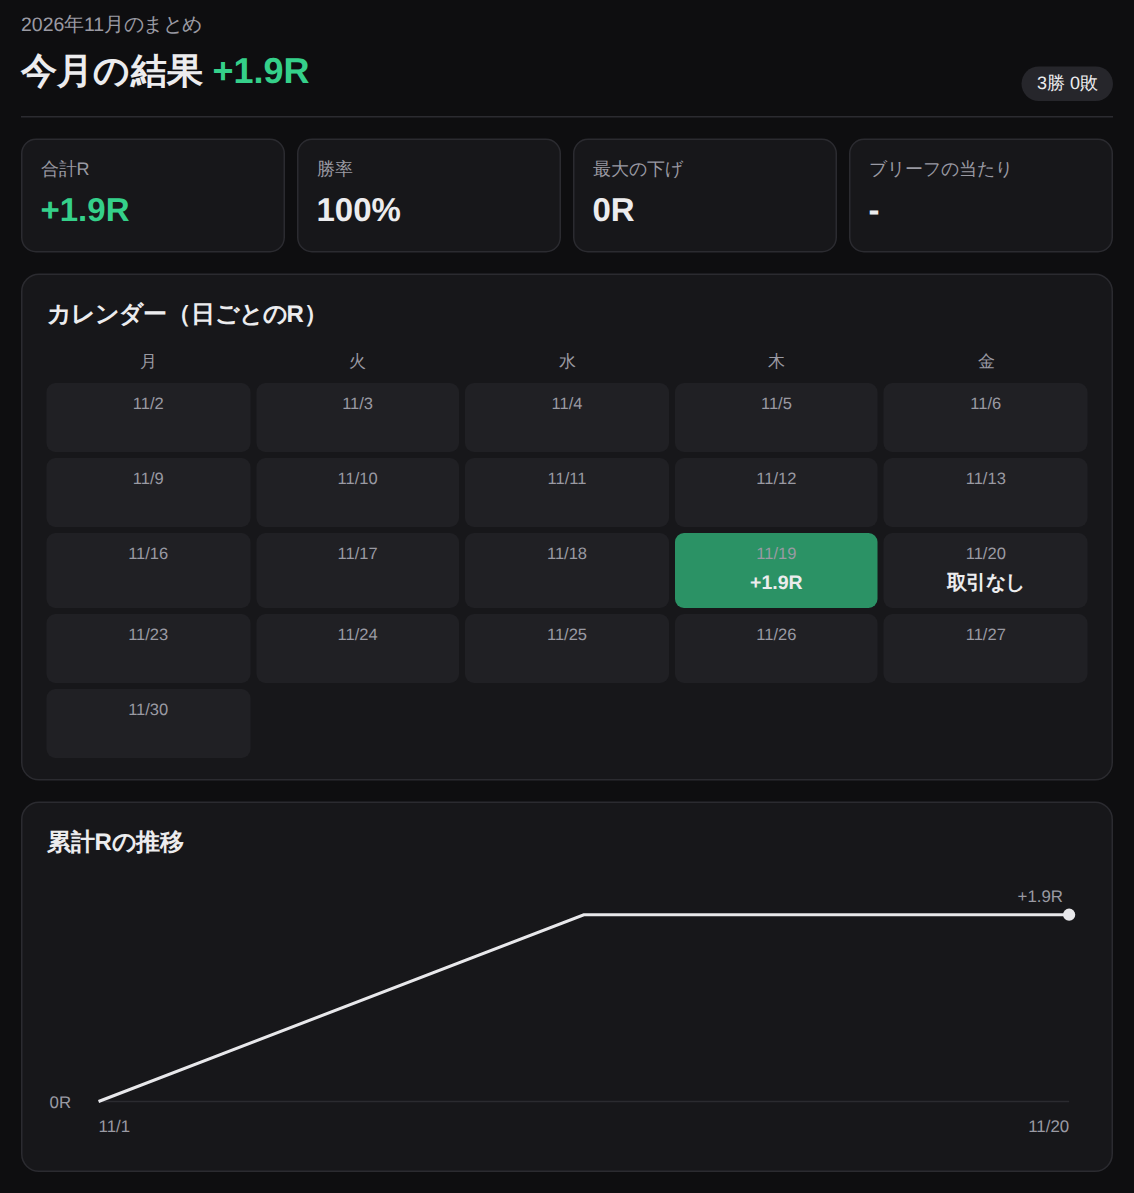 2026年11月のまとめ
今月の結果 +1.9R
3勝 0敗
合計R
+1.9R
勝率
100%
最大の下げ
0R
ブリーフの当たり
-
カレンダー（日ごとのR）
月 火 水 木 金
11/2 11/3 11/4 11/5 11/6
11/9 11/10 11/11 11/12 11/13
11/16 11/17 11/18 11/19 11/20
+1.9R 取引なし
11/23 11/24 11/25 11/26 11/27
11/30
累計Rの推移
+1.9R
0R
11/1 11/20